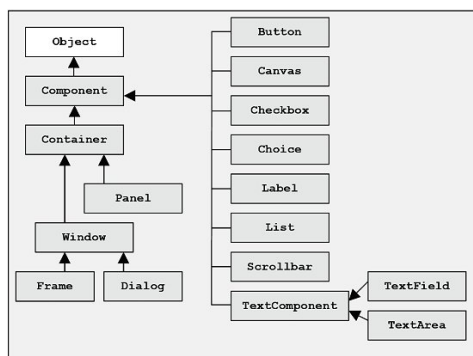 Object
Component
Container
Panel
Window
Frame
Dialog
Button
Canvas
Checkbox
Choice
Label
List
Scrollbar
TextComponent
TextField
TextArea